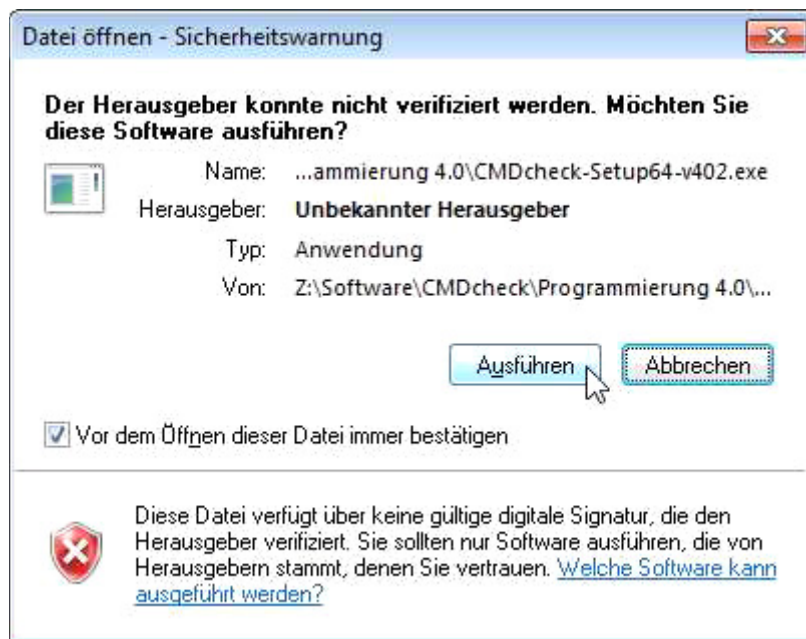 Datei öffnen - Sicherheitswarnung
Der Herausgeber konnte nicht verifiziert werden. Möchten Sie
diese Software ausführen?
Name: ...ammierung 4.0\CMDcheck-Setup64-v402.exe
Herausgeber: Unbekannter Herausgeber
Typ: Anwendung
Von: Z:\Software\CMDcheck\Programmierung 4.0\...
Ausführen Abbrechen
Vor dem Öffnen dieser Datei immer bestätigen
Diese Datei verfügt über keine gültige digitale Signatur, die den
Herausgeber verifiziert. Sie sollten nur Software ausführen, die von
Herausgebern stammt, denen Sie vertrauen. Welche Software kann
ausgeführt werden?